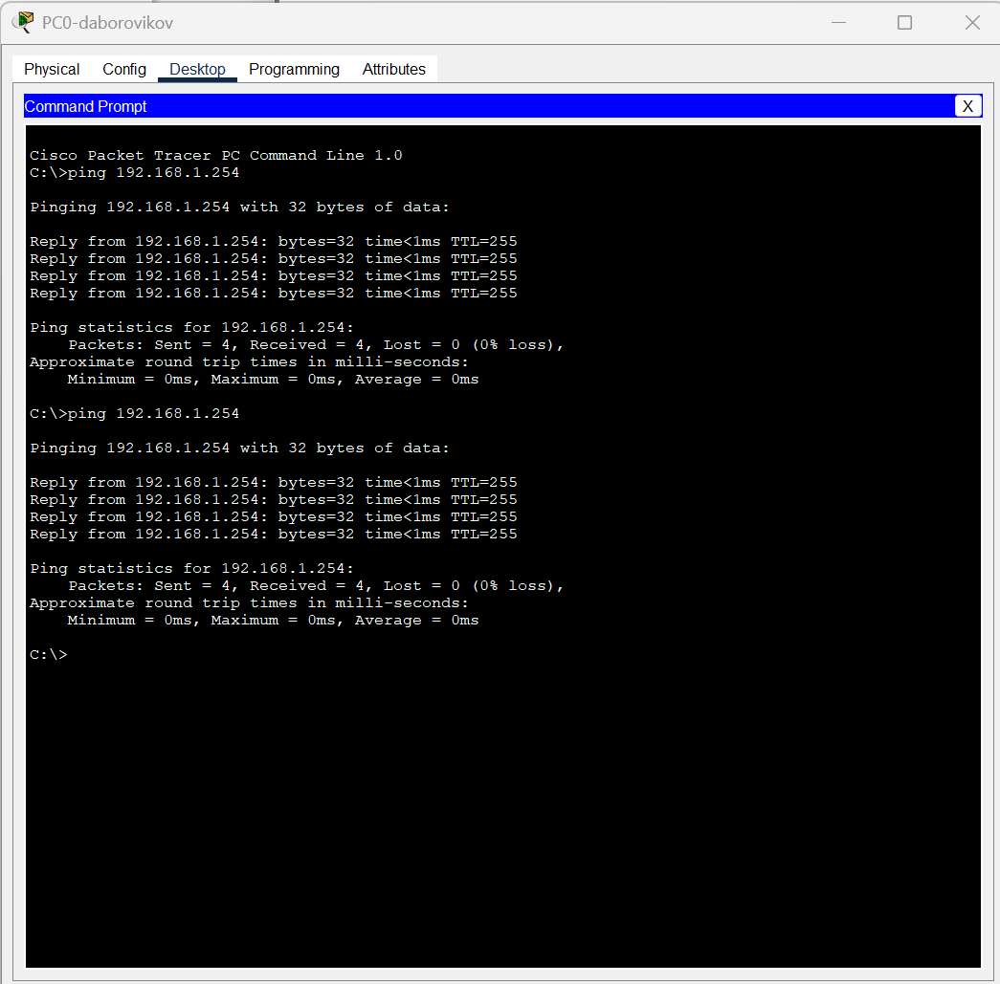 PC0-daborovikov
Physical Config Desktop Programming Attributes
Command Prompt X
Cisco Packet Tracer PC Command Line 1.0
C:\>ping 192.168.1.254
Pinging 192.168.1.254 with 32 bytes of data:
Reply from 192.168.1.254: bytes=32 time<1ms TTL=255
Reply from 192.168.1.254: bytes=32 time<1ms TTL=255
Reply from 192.168.1.254: bytes=32 time<1ms TTL=255
Reply from 192.168.1.254: bytes=32 time<1ms TTL=255
Ping statistics for 192.168.1.254:
Packets: Sent = 4, Received = 4, Lost = 0 (0% loss),
Approximate round trip times in milli-seconds:
Minimum = 0ms, Maximum = 0ms, Average = 0ms
C:\>ping 192.168.1.254
Pinging 192.168.1.254 with 32 bytes of data:
Reply from 192.168.1.254: bytes=32 time<1ms TTL=255
Reply from 192.168.1.254: bytes=32 time<1ms TTL=255
Reply from 192.168.1.254: bytes=32 time<1ms TTL=255
Reply from 192.168.1.254: bytes=32 time<1ms TTL=255
Ping statistics for 192.168.1.254:
Packets: Sent = 4, Received = 4, Lost = 0 (0% loss),
Approximate round trip times in milli-seconds:
Minimum = 0ms, Maximum = 0ms, Average = 0ms
C:\>